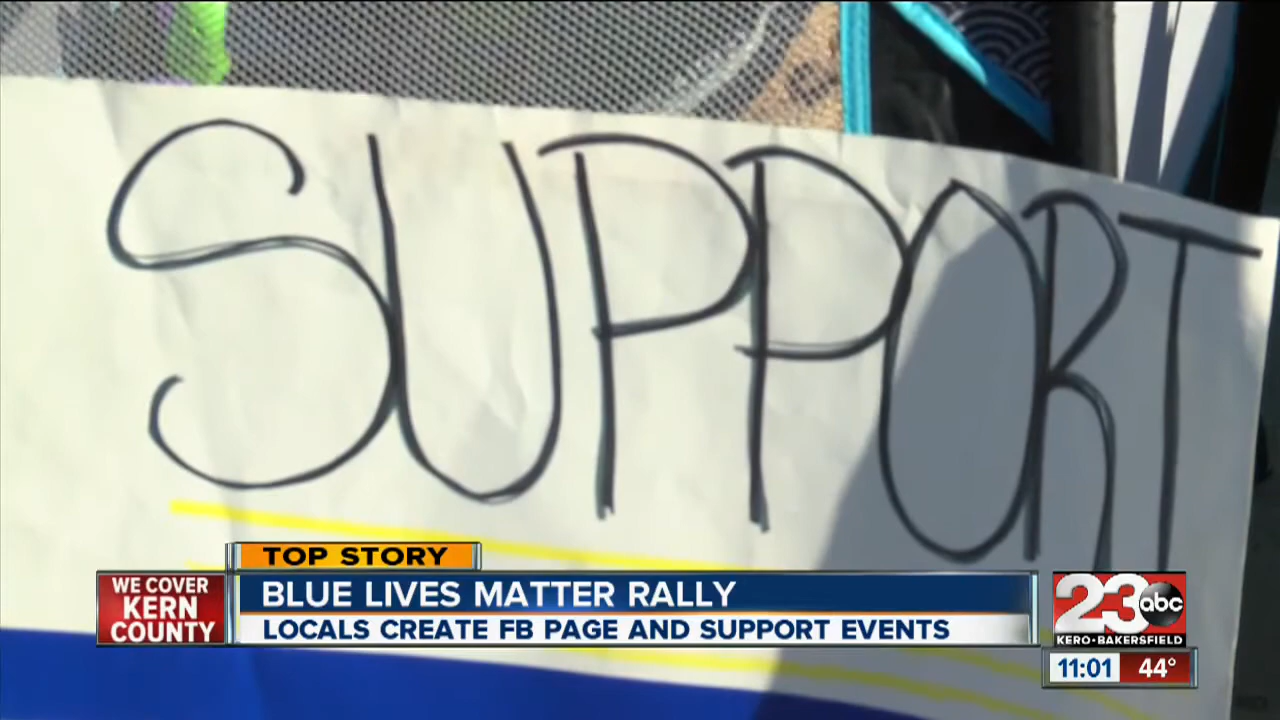 SUPPORT
TOP STORY
WE COVER
KERN
COUNTY
BLUE LIVES MATTER RALLY
LOCALS CREATE FB PAGE AND SUPPORT EVENTS
23 abc
KERO-BAKERSFIELD
11:01 44°